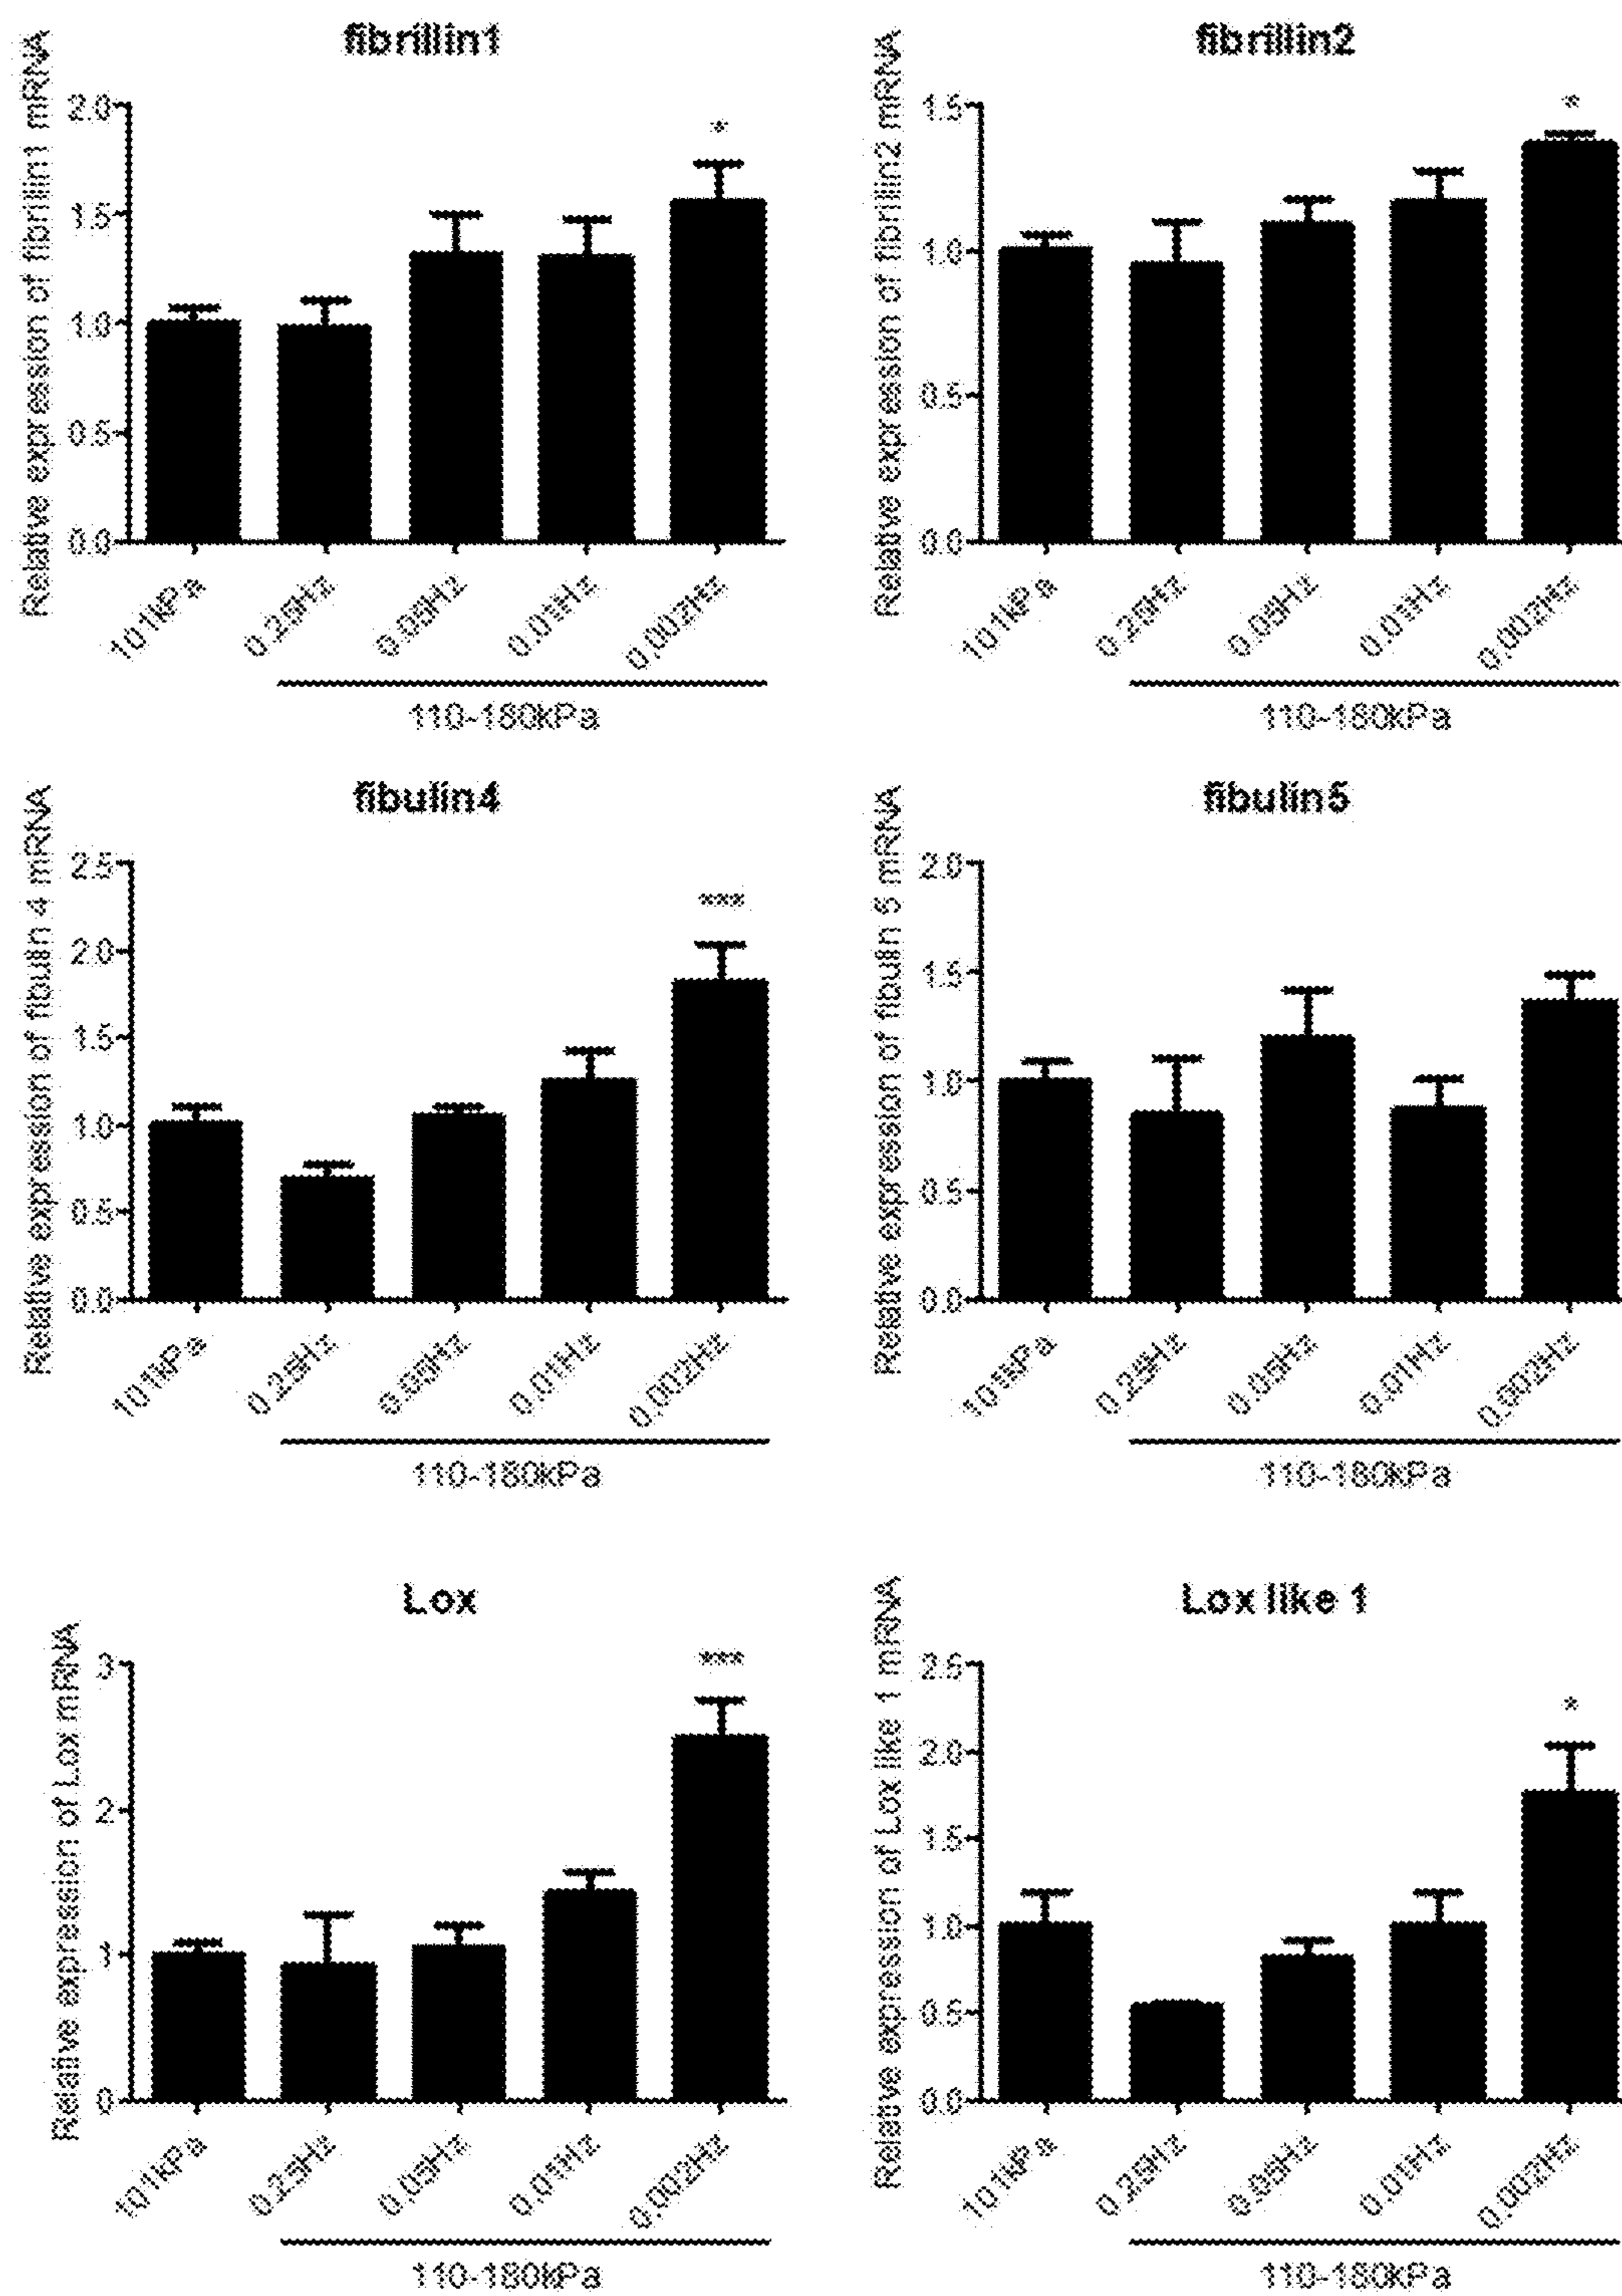 fibrillin1
Relative expression of fibrillin1 mRNA
2.0
*
1.5
1.0
0.5
0.0
101kPa
0.25Hz
0.05Hz
0.01Hz
0.002Hz
110-180kPa
fibrillin2
Relative expression of fibrillin2 mRNA
1.5
*
1.0
0.5
0.0
101kPa
0.25Hz
0.05Hz
0.01Hz
0.002Hz
110-180kPa
fibulin4
Relative expression of fibulin 4 mRNA
2.5
***
2.0
1.5
1.0
0.5
0.0
101kPa
0.25Hz
0.05Hz
0.01Hz
0.002Hz
110-180kPa
fibulin5
Relative expression of fibulin 5 mRNA
2.0
1.5
1.0
0.5
0.0
101kPa
0.25Hz
0.05Hz
0.01Hz
0.002Hz
110-180kPa
Lox
Relative expression of Lox mRNA
3
***
2
1
0
101kPa
0.25Hz
0.05Hz
0.01Hz
0.002Hz
110-180kPa
Lox like 1
Relative expression of Lox like 1 mRNA
2.5
*
2.0
1.5
1.0
0.5
0.0
101kPa
0.25Hz
0.05Hz
0.01Hz
0.002Hz
110-180kPa